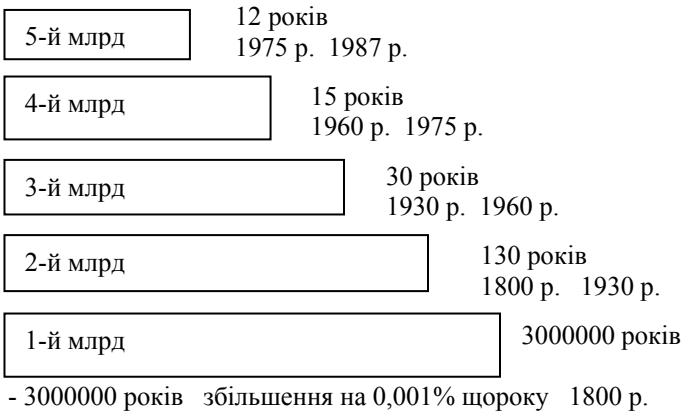 5-й млрд
12 років
1975 р. 1987 р.
4-й млрд
15 років
1960 р. 1975 р.
3-й млрд
30 років
1930 р. 1960 р.
2-й млрд
130 років
1800 р. 1930 р.
1-й млрд
3000000 років
- 3000000 років збільшення на 0,001% щороку 1800 р.